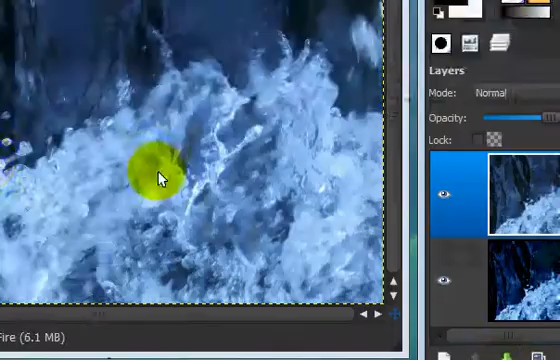 Layers
Mode: Normal
Opacity:
Lock:
Fire (6.1 MB)